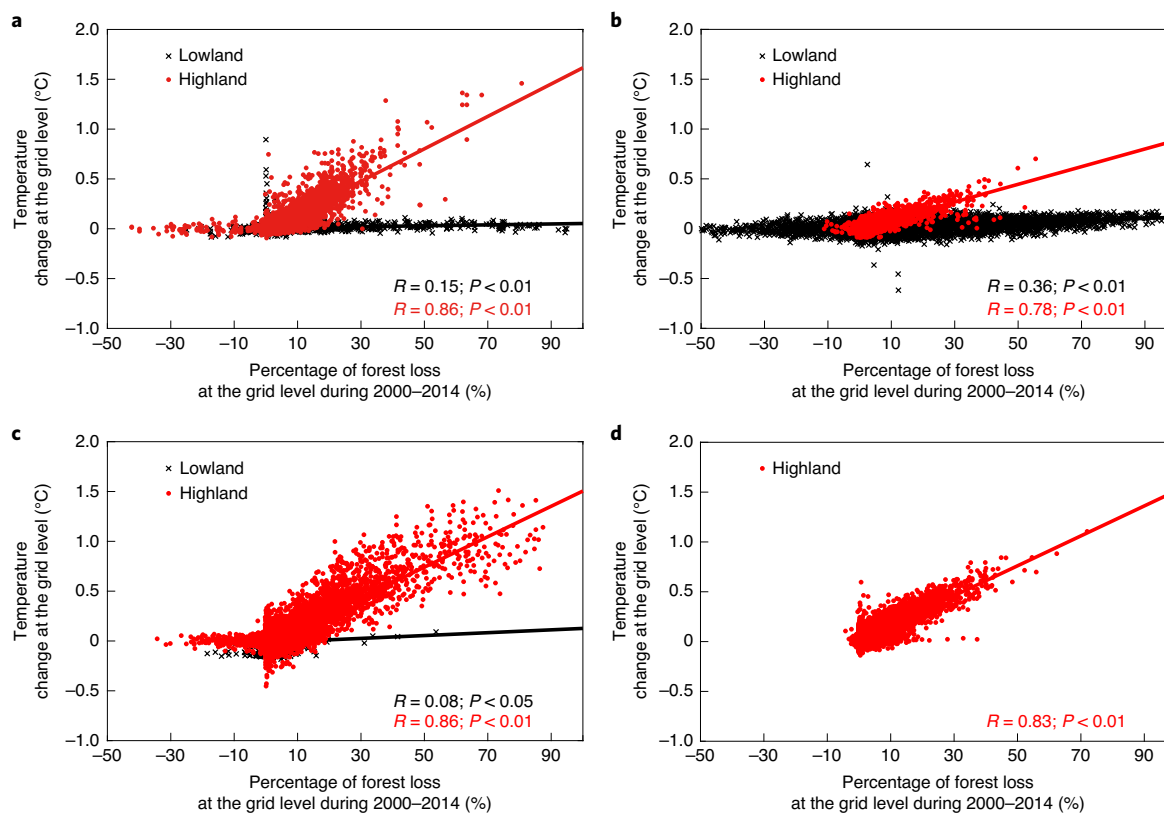 a
2.0
1.5
1.0
0.5
0
–0.5
–1.0
Temperature
change at the grid level (°C)
× Lowland
Highland
R = 0.15; P < 0.01
R = 0.86; P < 0.01
–50 –30 –10 10 30 50 70 90
Percentage of forest loss
at the grid level during 2000–2014 (%)
b
2.0
1.5
1.0
0.5
0
–0.5
–1.0
Temperature
change at the grid level (°C)
× Lowland
Highland
R = 0.36; P < 0.01
R = 0.78; P < 0.01
–50 –30 –10 10 30 50 70 90
Percentage of forest loss
at the grid level during 2000–2014 (%)
c
2.0
1.5
1.0
0.5
0
–0.5
–1.0
Temperature
change at the grid level (°C)
× Lowland
Highland
R = 0.08; P < 0.05
R = 0.86; P < 0.01
–50 –30 –10 10 30 50 70 90
Percentage of forest loss
at the grid level during 2000–2014 (%)
d
2.0
1.5
1.0
0.5
0
–0.5
–1.0
Temperature
change at the grid level (°C)
Highland
R = 0.83; P < 0.01
–50 –30 –10 10 30 50 70 90
Percentage of forest loss
at the grid level during 2000–2014 (%)